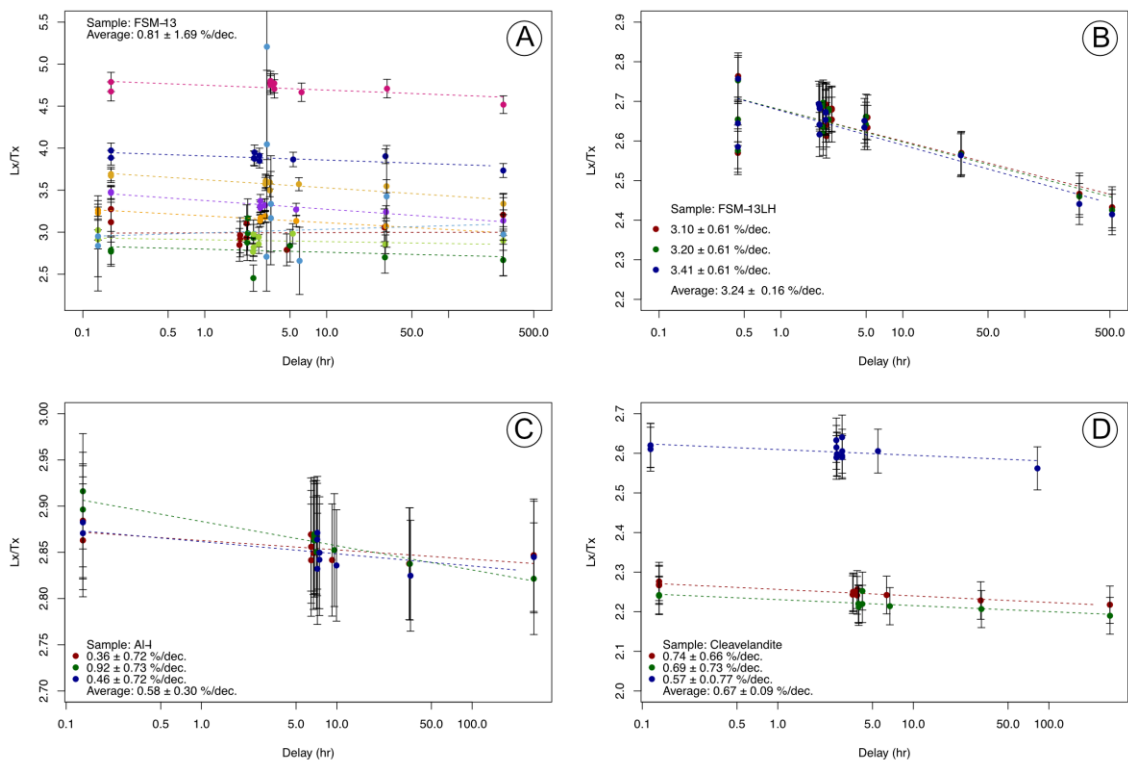 Sample: FSM–13
Average: 0.81 ± 1.69 %/dec.
A
Lx/Tx
5.5
5.0
4.5
4.0
3.5
3.0
2.5
0.1 0.5 1.0 5.0 10.0 50.0 500.0
Delay (hr)
B
Lx/Tx
2.9
2.8
2.7
2.6
2.5
2.4
2.3
2.2
Sample: FSM–13LH
3.10 ± 0.61 %/dec.
3.20 ± 0.61 %/dec.
3.41 ± 0.61 %/dec.
Average: 3.24 ± 0.16 %/dec.
0.1 0.5 1.0 5.0 10.0 50.0 500.0
Delay (hr)
C
Lx/Tx
3.00
2.95
2.90
2.85
2.80
2.75
2.70
Sample: Al–I
0.36 ± 0.72 %/dec.
0.92 ± 0.73 %/dec.
0.46 ± 0.72 %/dec.
Average: 0.58 ± 0.30 %/dec.
0.1 0.5 1.0 5.0 10.0 50.0 100.0
Delay (hr)
D
Lx/Tx
2.7
2.6
2.5
2.4
2.3
2.2
2.1
2.0
Sample: Cleavelandite
0.74 ± 0.66 %/dec.
0.69 ± 0.73 %/dec.
0.57 ± 0.0.77 %/dec.
Average: 0.67 ± 0.09 %/dec.
0.1 0.5 1.0 5.0 10.0 50.0 100.0
Delay (hr)